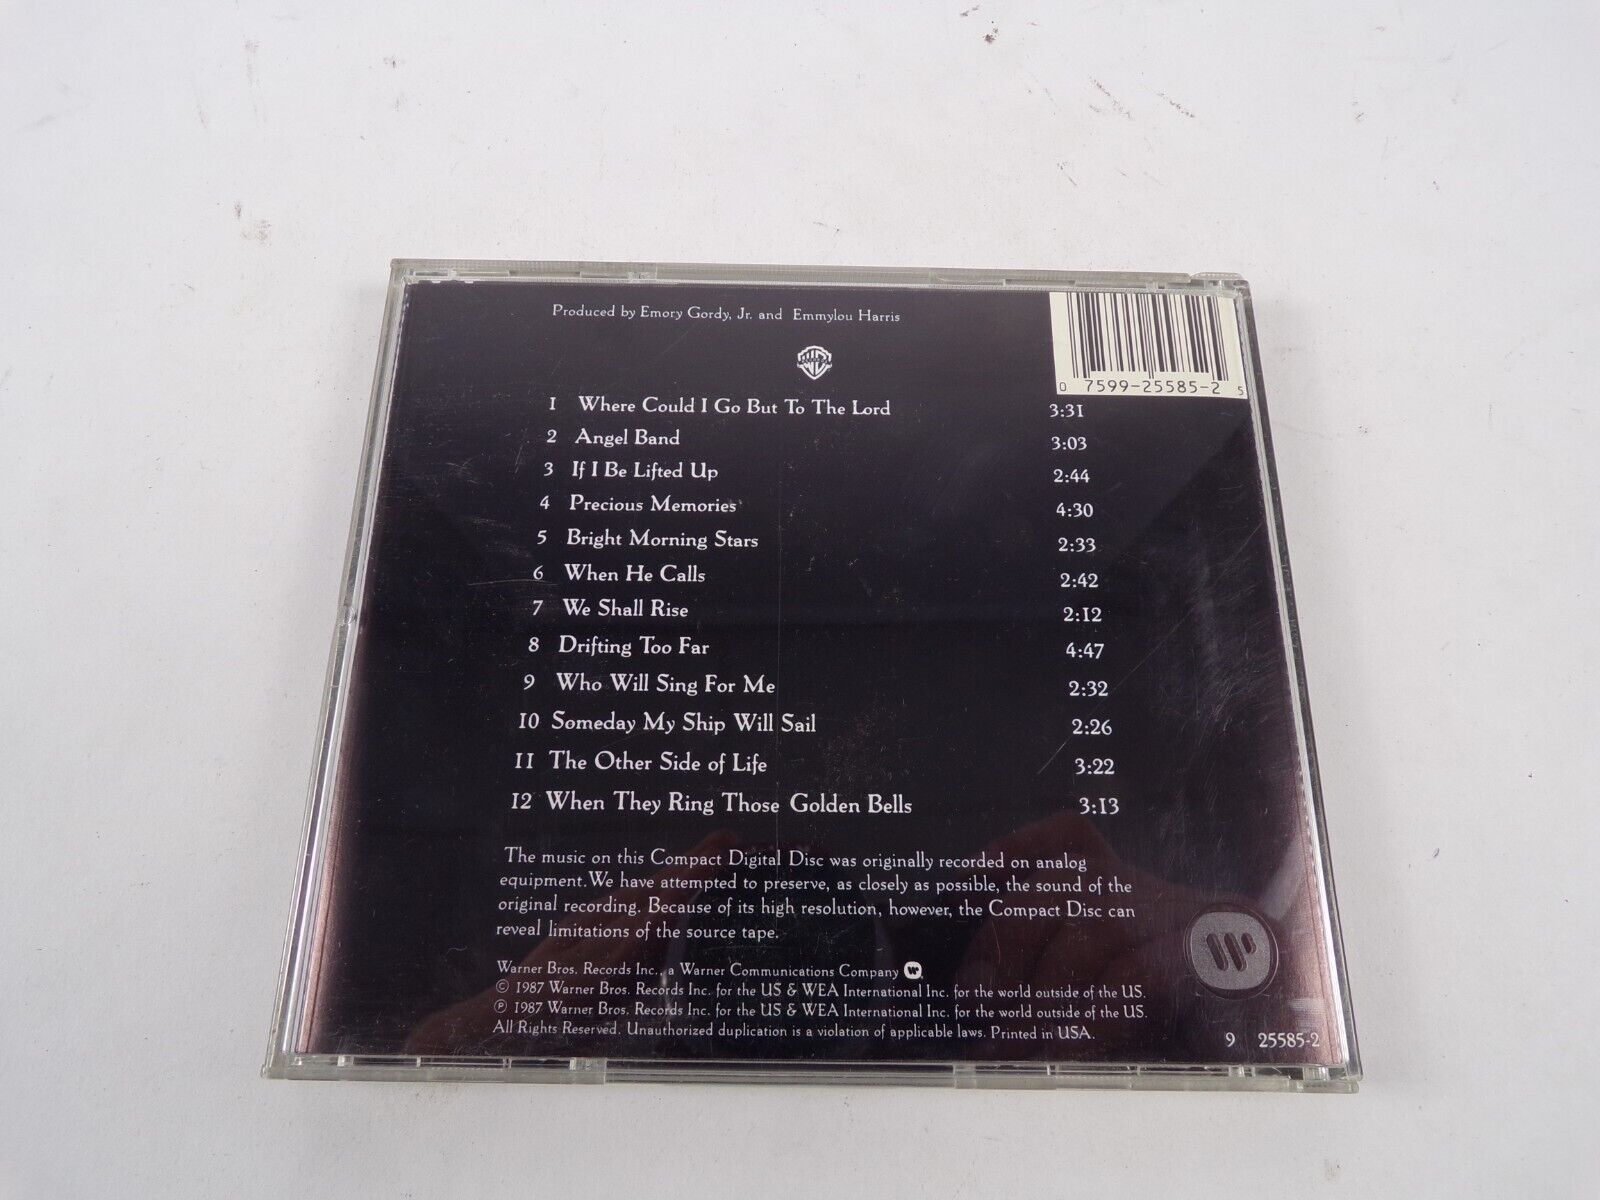 Produced by Emory Gordy, Jr. and Emmylou Harris
0 7599-25585-2 5
1 Where Could I Go But To The Lord 3:31
2 Angel Band 3:03
3 If I Be Lifted Up 2:44
4 Precious Memories 4:30
5 Bright Morning Stars 2:33
6 When He Calls 2:42
7 We Shall Rise 2:12
8 Drifting Too Far 4:47
9 Who Will Sing For Me 2:32
10 Someday My Ship Will Sail 2:26
11 The Other Side of Life 3:22
12 When They Ring Those Golden Bells 3:13
The music on this Compact Digital Disc was originally recorded on analog
equipment. We have attempted to preserve, as closely as possible, the sound of the
original recording. Because of its high resolution, however, the Compact Disc can
reveal limitations of the source tape.
Warner Bros. Records Inc., a Warner Communications Company
© 1987 Warner Bros. Records Inc. for the US & WEA International Inc. for the world outside of the US.
℗ 1987 Warner Bros. Records Inc. for the US & WEA International Inc. for the world outside of the US.
All Rights Reserved. Unauthorized duplication is a violation of applicable laws. Printed in USA.
9 25585-2